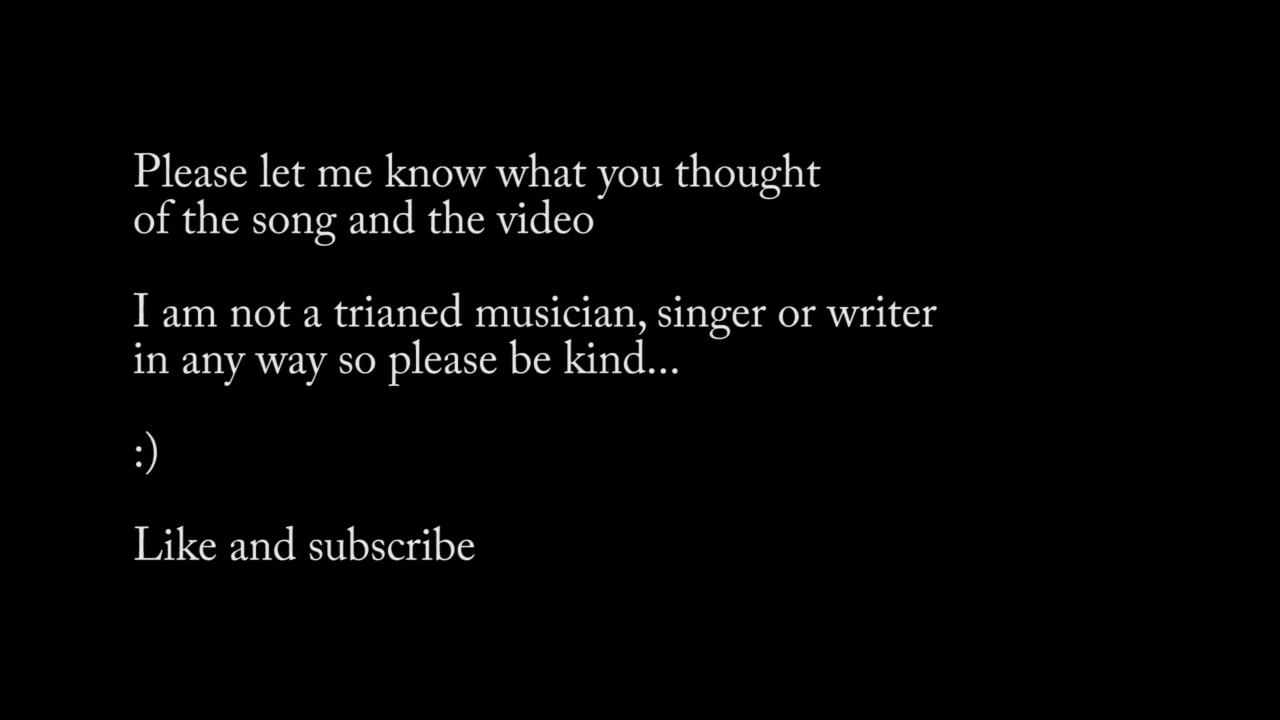 Please let me know what you thought
of the song and the video
I am not a trianed musician, singer or writer
in any way so please be kind...
:)
Like and subscribe